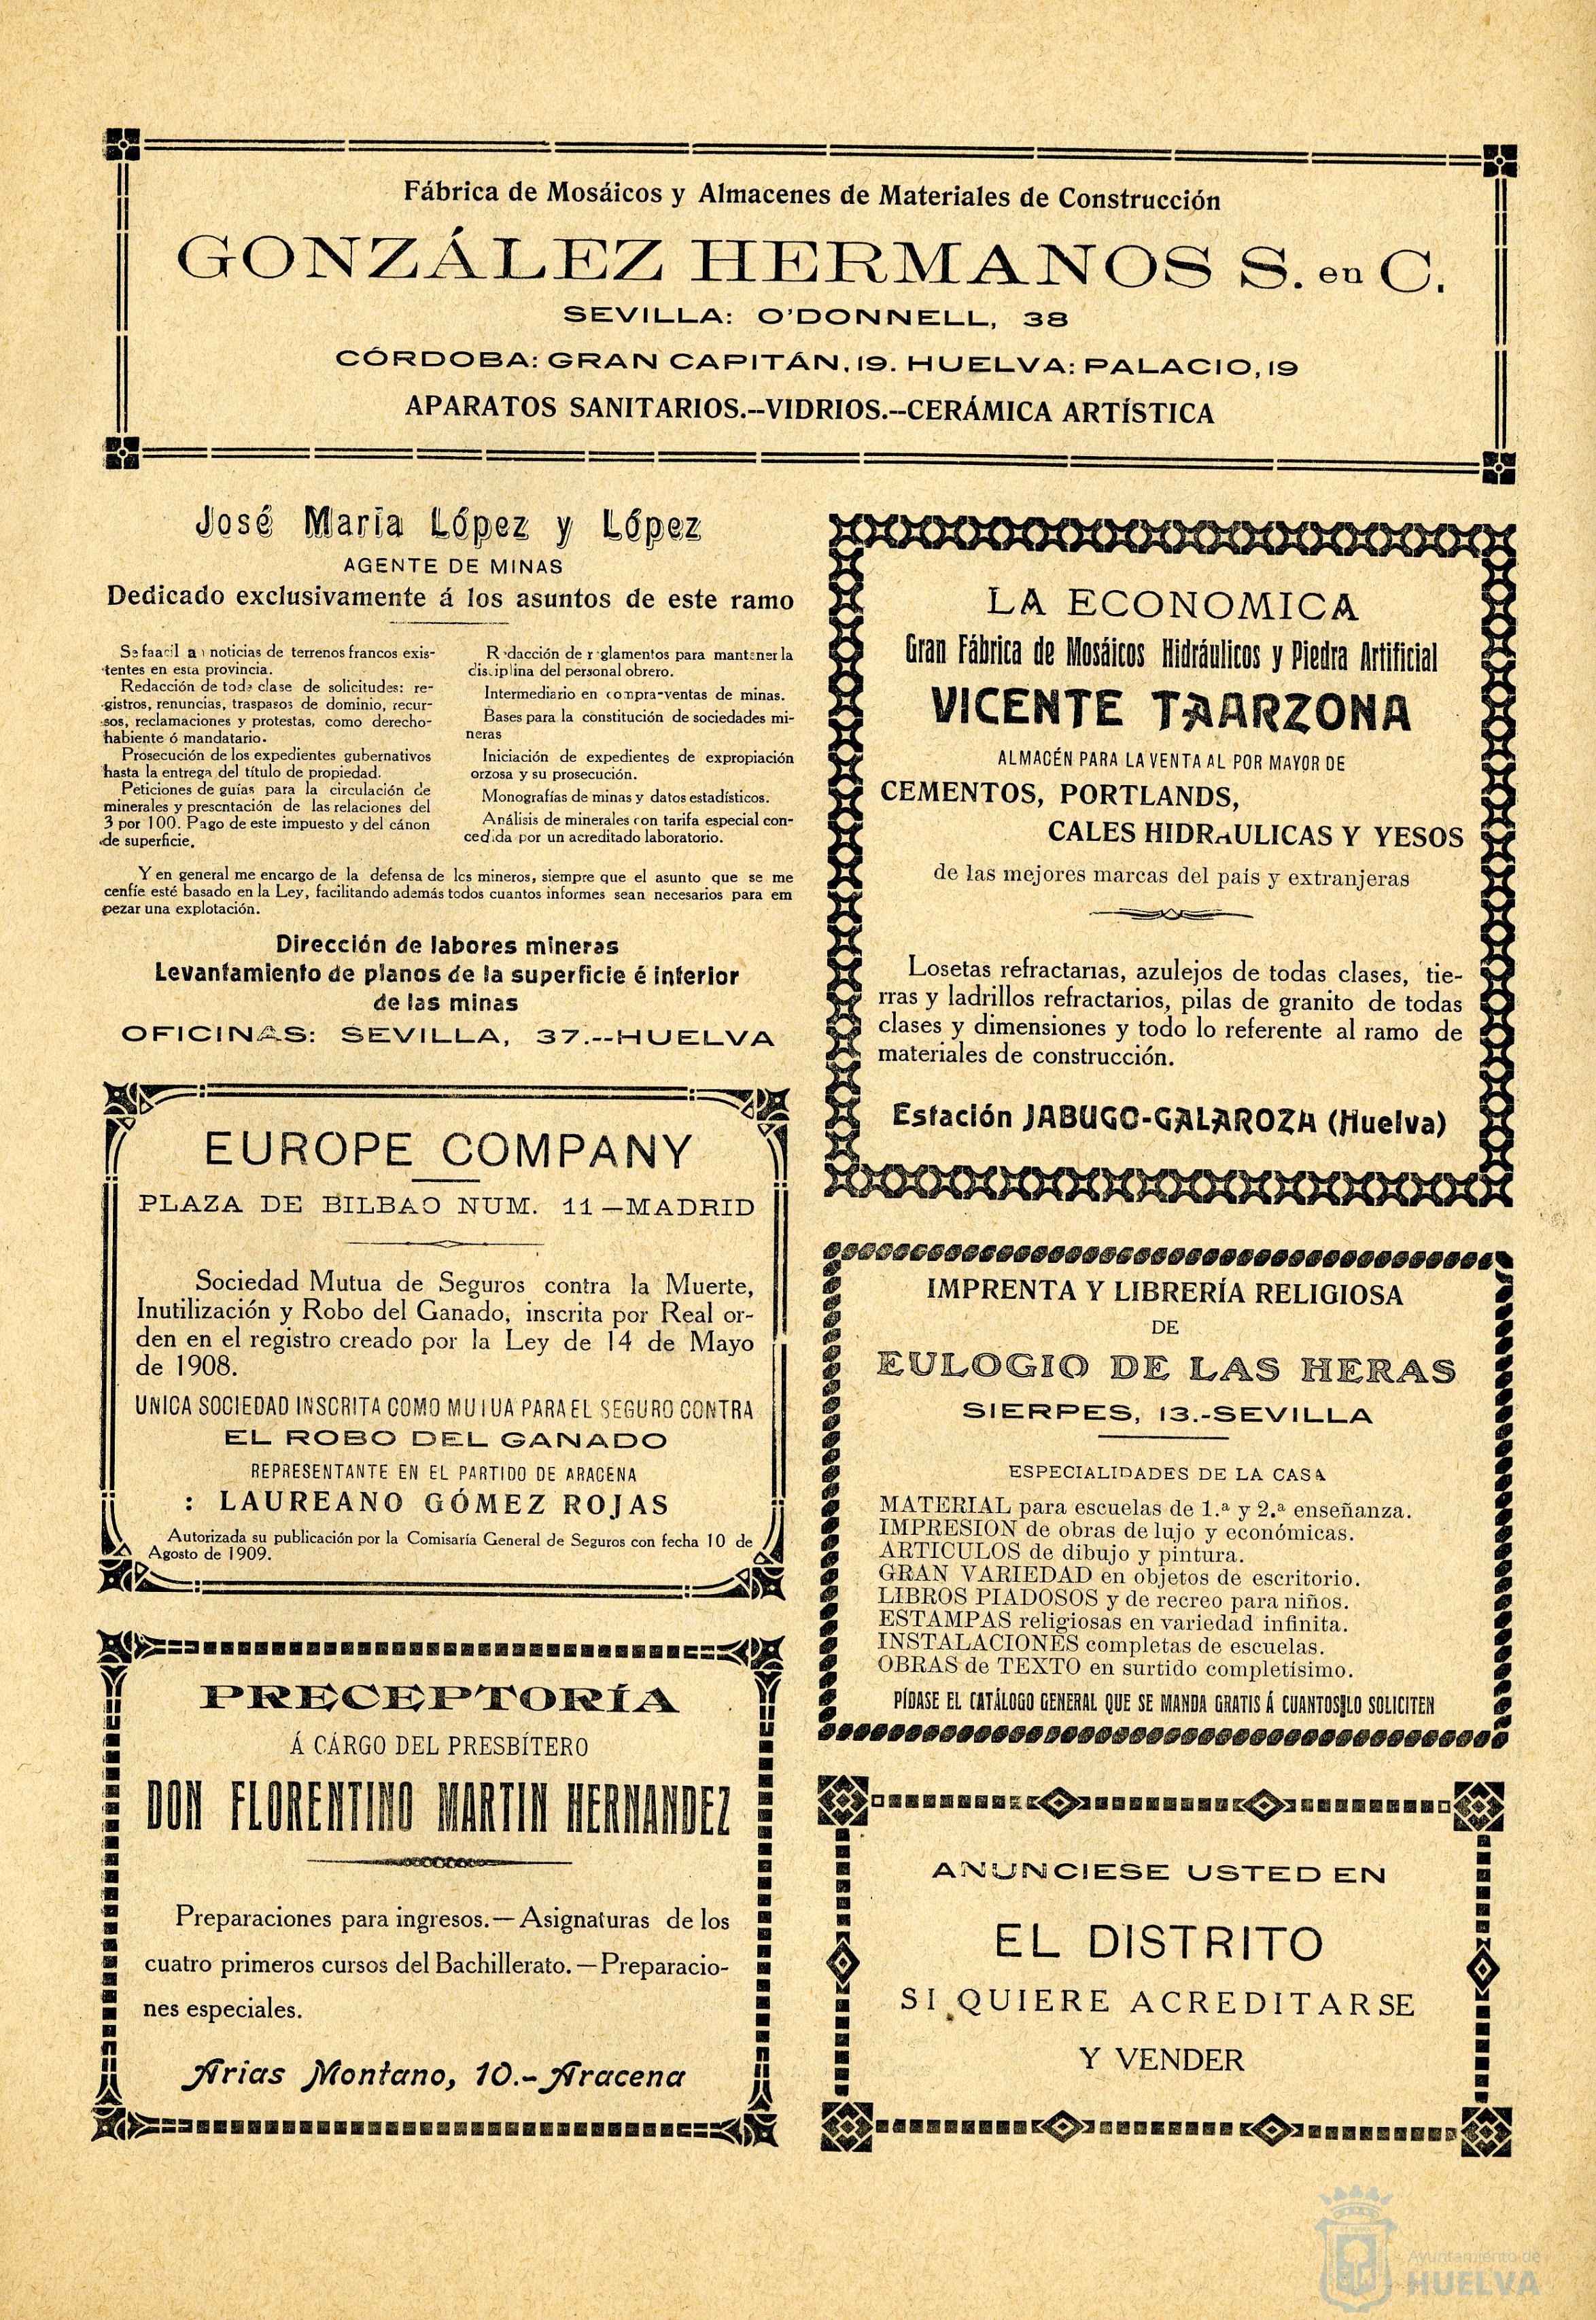 Fábrica de Mosáicos y Almacenes de Materiales de Construcción
GONZÁLEZ HERMANOS S. en C.
SEVILLA: O'DONNELL, 38
CÓRDOBA: GRAN CAPITÁN, 19. HUELVA: PALACIO, 19
APARATOS SANITARIOS.--VIDRIOS.--CERÁMICA ARTÍSTICA
José Maria López y López
AGENTE DE MINAS
Dedicado exclusivamente á los asuntos de este ramo
noticias de terrenos francos exis-
tentes en esta provincia.
Redacción de toda clase de solicitudes: re-
gistros, renuncias, traspasos de dominio, recur-
sos, reclamaciones y protestas, como derecho-
habiente ó mandatario.
Prosecución de los expedientes gubernativos
hasta la entrega del título de propiedad.
Peticiones de guías para la circulación de
minerales y presentación de las relaciones del
3 por 100. Pago de este impuesto y del cánon
de superficie.
Redacción de reglamentos para mantener la
disciplina del personal obrero.
Intermediario en compra-ventas de minas.
Bases para la constitución de sociedades mi-
neras
Iniciación de expedientes de expropiación
orzosa y su prosecución.
Monografías de minas y datos estadísticos.
Análisis de minerales con tarifa especial con-
cedida por un acreditado laboratorio.
Y en general me encargo de la defensa de los mineros, siempre que el asunto que se me
cenfíe esté basado en la Ley, facilitando además todos cuantos informes sean necesarios para em
pezar una explotación.
Dirección de labores mineras
Levantamiento de planos de la superficie é interior
de las minas
OFICINAS: SEVILLA, 37.--HUELVA
EUROPE COMPANY
PLAZA DE BILBAO NUM. 11—MADRID
Sociedad Mutua de Seguros contra la Muerte,
Inutilización y Robo del Ganado, inscrita por Real or-
den en el registro creado por la Ley de 14 de Mayo
de 1908.
UNICA SOCIEDAD INSCRITA COMO MUTUA PARA EL SEGURO CONTRA
EL ROBO DEL GANADO
REPRESENTANTE EN EL PARTIDO DE ARACENA
: LAUREANO GÓMEZ ROJAS
Autorizada su publicación por la Comisaría General de Seguros con fecha 10 de
Agosto de 1909.
PRECEPTORÍA
Á CÁRGO DEL PRESBÍTERO
DON FLORENTINO MARTIN HERNANDEZ
Preparaciones para ingresos.—Asignaturas de los
cuatro primeros cursos del Bachillerato.—Preparacio-
nes especiales.
Arias Montano, 10.-Aracena
LA ECONOMICA
Gran Fábrica de Mosáicos Hidráulicos y Piedra Artificial
VICENTE TAARZONA
ALMACÉN PARA LA VENTA AL POR MAYOR DE
CEMENTOS, PORTLANDS,
CALES HIDRAULICAS Y YESOS
de las mejores marcas del país y extranjeras
Losetas refractarias, azulejos de todas clases, tie-
rras y ladrillos refractarios, pilas de granito de todas
clases y dimensiones y todo lo referente al ramo de
materiales de construcción.
Estación JABUGO-GALAROZA (Huelva)
IMPRENTA Y LIBRERÍA RELIGIOSA
DE
EULOGIO DE LAS HERAS
SIERPES, 13.-SEVILLA
ESPECIALIDADES DE LA CASA
MATERIAL para escuelas de 1.ª y 2.ª enseñanza.
IMPRESION de obras de lujo y económicas.
ARTICULOS de dibujo y pintura.
GRAN VARIEDAD en objetos de escritorio.
LIBROS PIADOSOS y de recreo para niños.
ESTAMPAS religiosas en variedad infinita.
INSTALACIONES completas de escuelas.
OBRAS de TEXTO en surtido completisimo.
PÍDASE EL CATÁLOGO GENERAL QUE SE MANDA GRATIS Á CUANTOS LO SOLICITEN
ANUNCIESE USTED EN
EL DISTRITO
SI QUIERE ACREDITARSE
Y VENDER
Ayuntamiento de
HUELVA